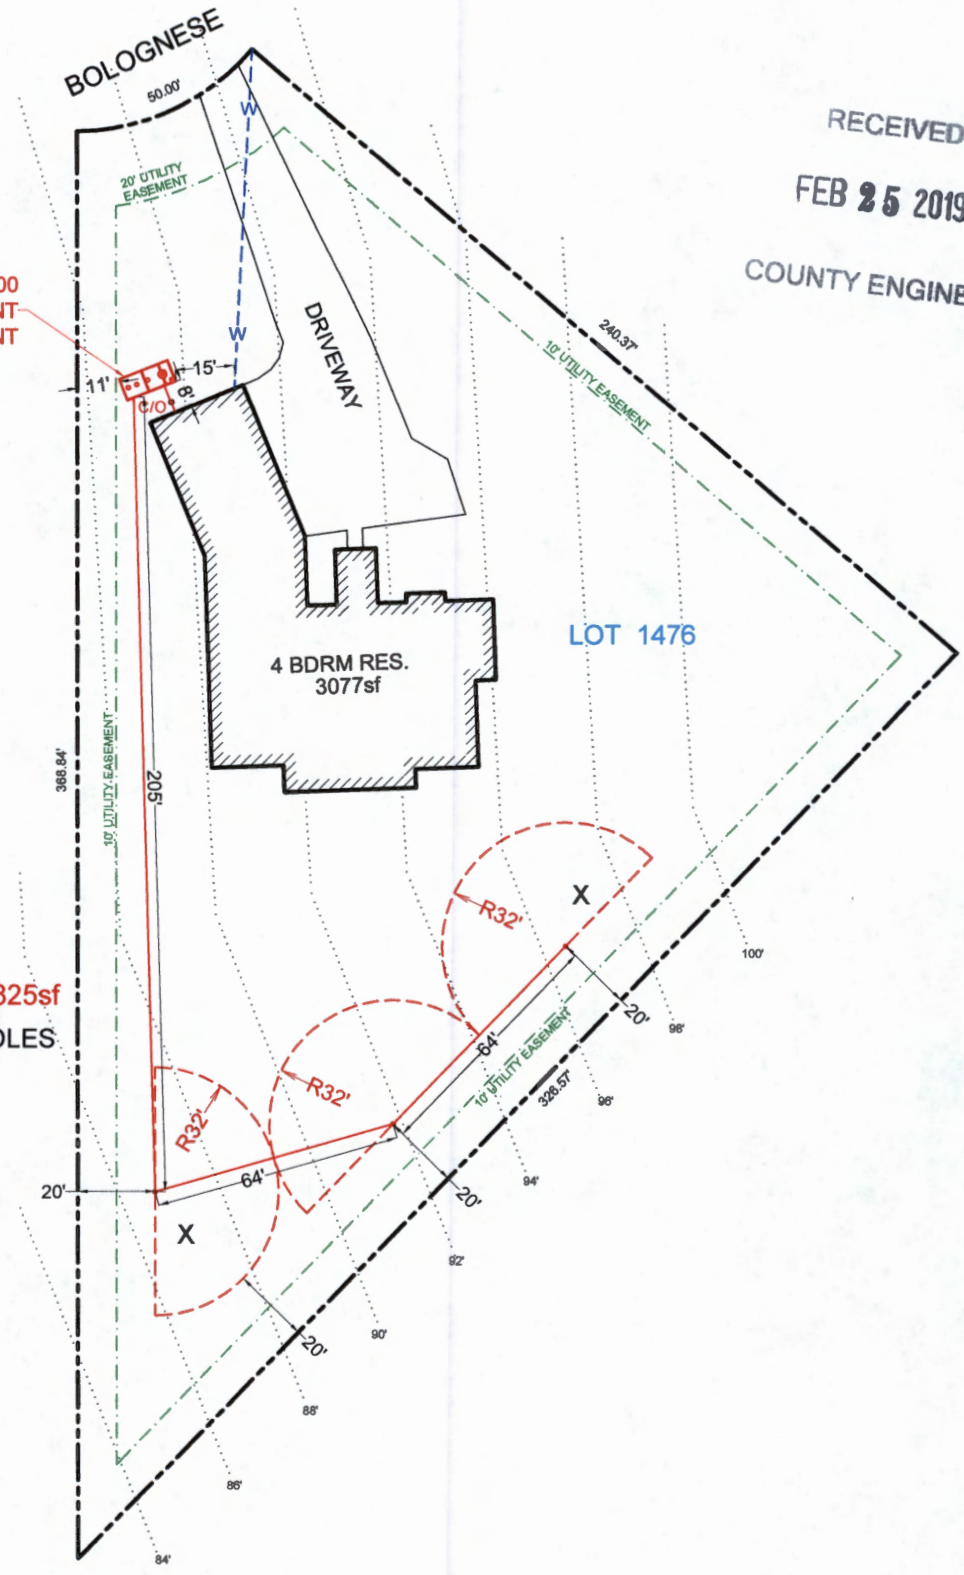 BOLOGNESE
50.00'
RECEIVED
FEB 25 2019
COUNTY ENGINE
20' UTILITY
EASEMENT
W
W
00
NT
NT
240.37'
10' UTILITY EASEMENT
DRIVEWAY
15'
11'
8'
C/O
LOT 1476
4 BDRM RES.
3077sf
368.84'
10' UTILITY EASEMENT
205'
X
R32'
100'
98'
20'
325sf
OLES
64'
10' UTILITY EASEMENT
326.57'
96'
R32'
R32'
94'
20'
64'
20'
X
92'
90'
20'
88'
86'
84'